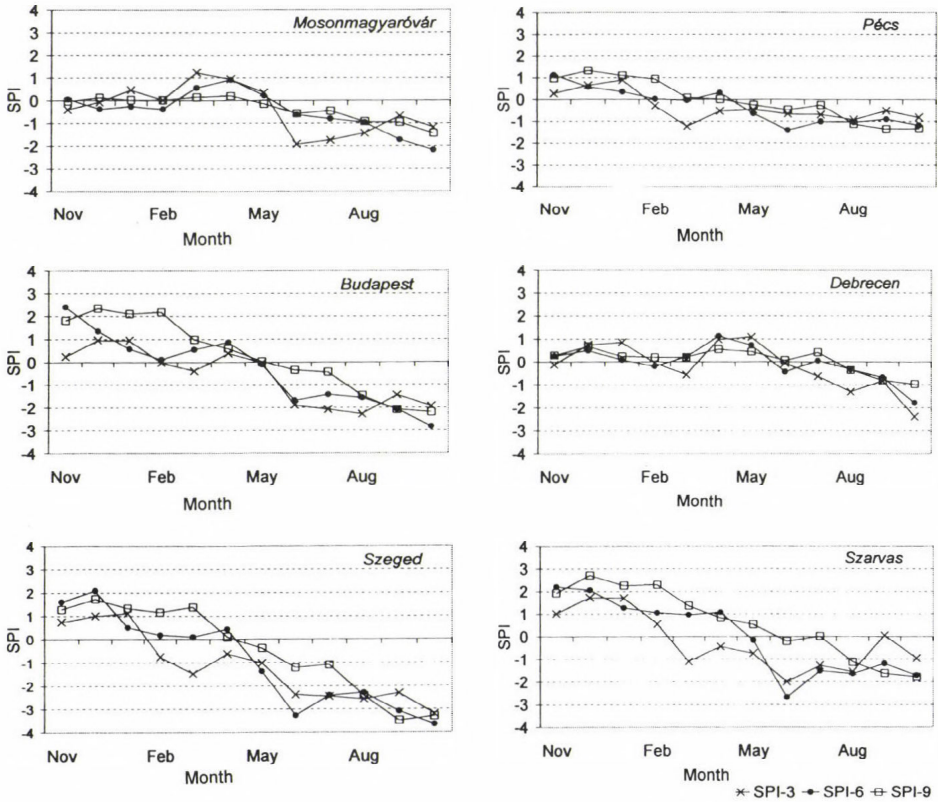 Mosonmagyaróvár
SPI
4
3
2
1
0
-1
-2
-3
-4
Nov Feb May Aug
Month
Pécs
SPI
4
3
2
1
0
-1
-2
-3
-4
Nov Feb May Aug
Month
Budapest
SPI
4
3
2
1
0
-1
-2
-3
-4
Nov Feb May Aug
Month
Debrecen
SPI
4
3
2
1
0
-1
-2
-3
-4
Nov Feb May Aug
Month
Szeged
SPI
4
3
2
1
0
-1
-2
-3
-4
Nov Feb May Aug
Month
Szarvas
SPI
4
3
2
1
0
-1
-2
-3
-4
Nov Feb May Aug
Month
SPI-3 SPI-6 SPI-9